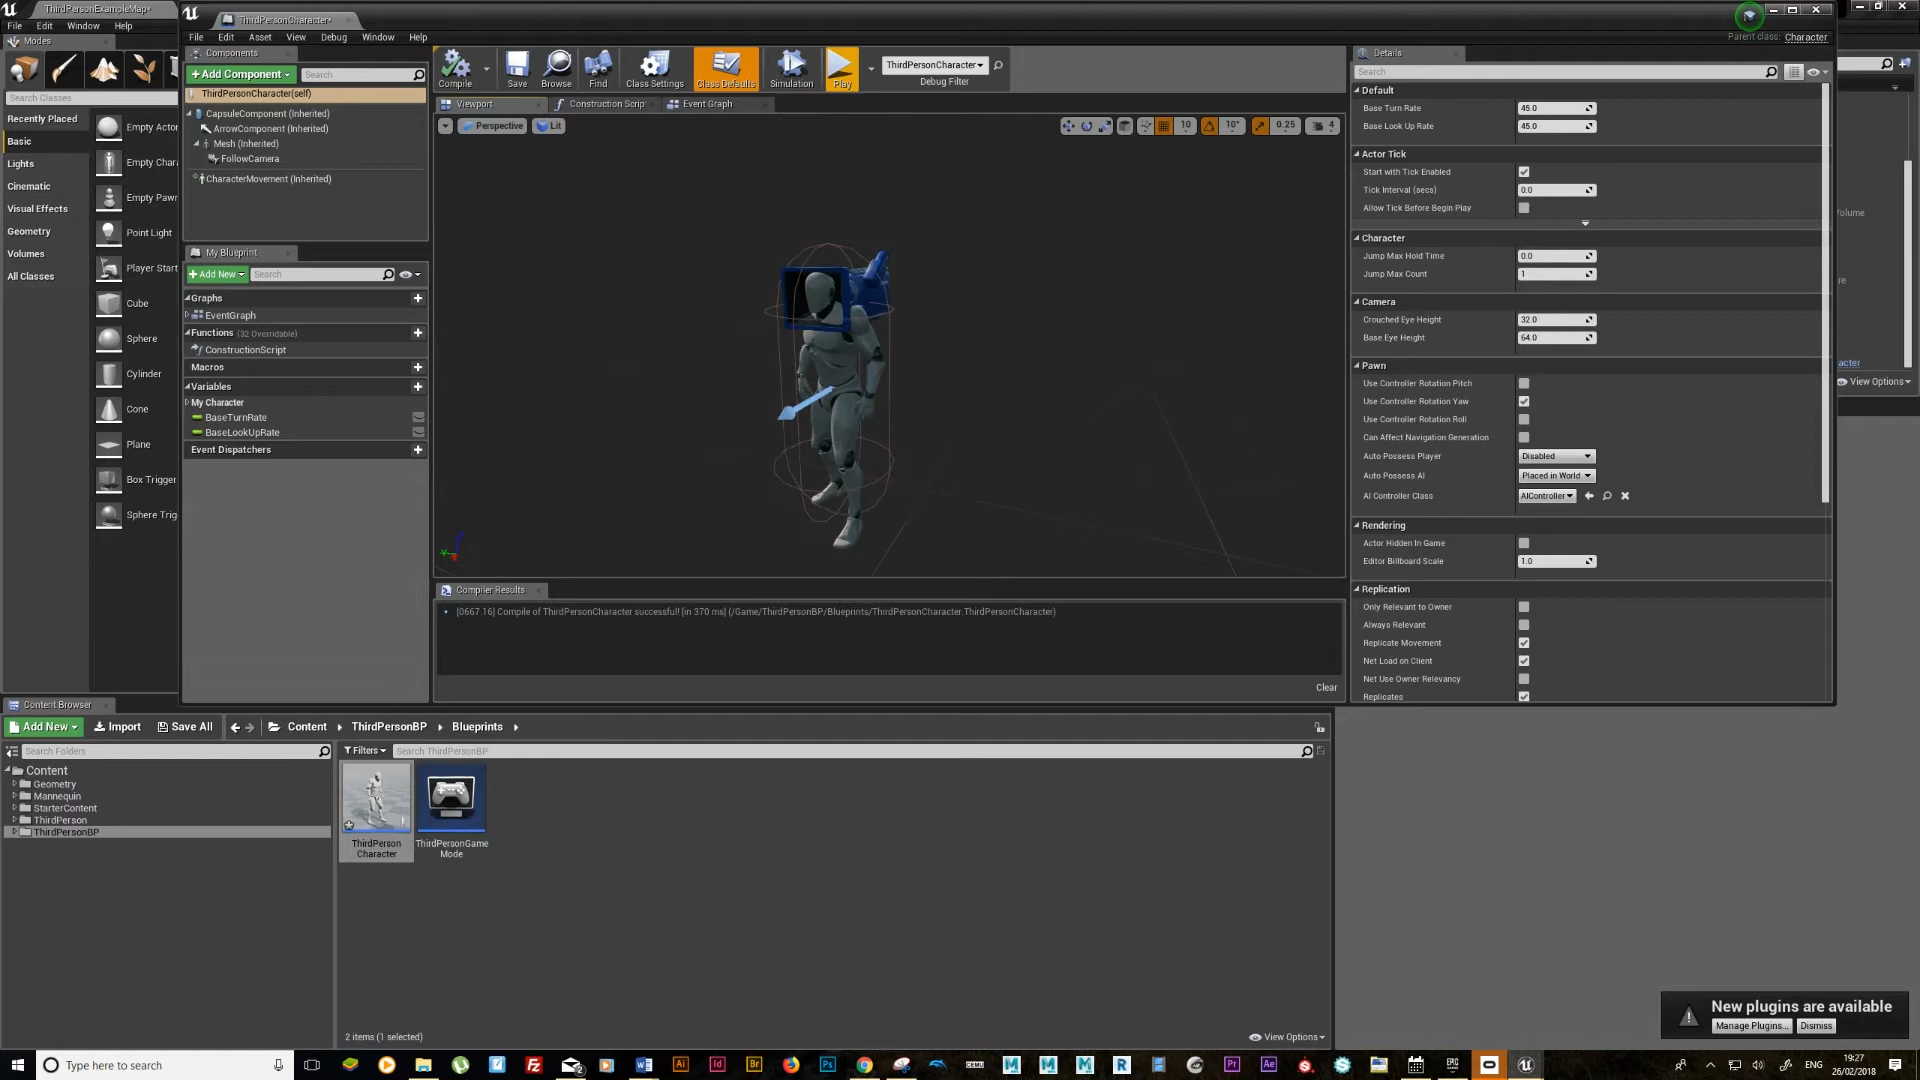 ThirdPersonExampleMap*
File Edit Window Help
Modes
Search Classes
Recently Placed
Basic
Lights
Cinematic
Visual Effects
Geometry
Volumes
All Classes
Empty Actor
Empty Chara
Empty Pawn
Point Light
Player Start
Cube
Sphere
Cylinder
Cone
Plane
Box Trigger
Sphere Trig
ThirdPersonCharacter*
File Edit Asset View Debug Window Help
Parent class: Character
Components
+ Add Component Search
ThirdPersonCharacter(self)
CapsuleComponent (Inherited)
ArrowComponent (Inherited)
Mesh (Inherited)
FollowCamera
CharacterMovement (Inherited)
My Blueprint
+ Add New Search
Graphs
EventGraph
Functions (32 Overridable)
ConstructionScript
Macros
Variables
My Character
BaseTurnRate
BaseLookUpRate
Event Dispatchers
Compile Save Browse Find Class Settings Class Defaults Simulation Play
ThirdPersonCharacter
Debug Filter
Viewport Construction Scrip Event Graph
Perspective Lit
10 10° 0.25 4
Compiler Results
[0667.16] Compile of ThirdPersonCharacter successful! [in 370 ms] (/Game/ThirdPersonBP/Blueprints/ThirdPersonCharacter.ThirdPersonCharacter)
Clear
Details
Search
Default
Base Turn Rate 45.0
Base Look Up Rate 45.0
Actor Tick
Start with Tick Enabled
Tick Interval (secs) 0.0
Allow Tick Before Begin Play
Character
Jump Max Hold Time 0.0
Jump Max Count 1
Camera
Crouched Eye Height 32.0
Base Eye Height 64.0
Pawn
Use Controller Rotation Pitch
Use Controller Rotation Yaw
Use Controller Rotation Roll
Can Affect Navigation Generation
Auto Possess Player Disabled
Auto Possess AI Placed in World
AI Controller Class AIController
Rendering
Actor Hidden In Game
Editor Billboard Scale 1.0
Replication
Only Relevant to Owner
Always Relevant
Replicate Movement
Net Load on Client
Net Use Owner Relevancy
Replicates
olume
re
acter
View Options
Content Browser
Add New Import Save All Content ThirdPersonBP Blueprints
Search Folders
Filters Search ThirdPersonBP
Content
Geometry
Mannequin
StarterContent
ThirdPerson
ThirdPersonBP
ThirdPerson
Character
ThirdPersonGame
Mode
2 items (1 selected)
View Options
New plugins are available
Manage Plugins... Dismiss
Type here to search
ENG
19:27
26/02/2018